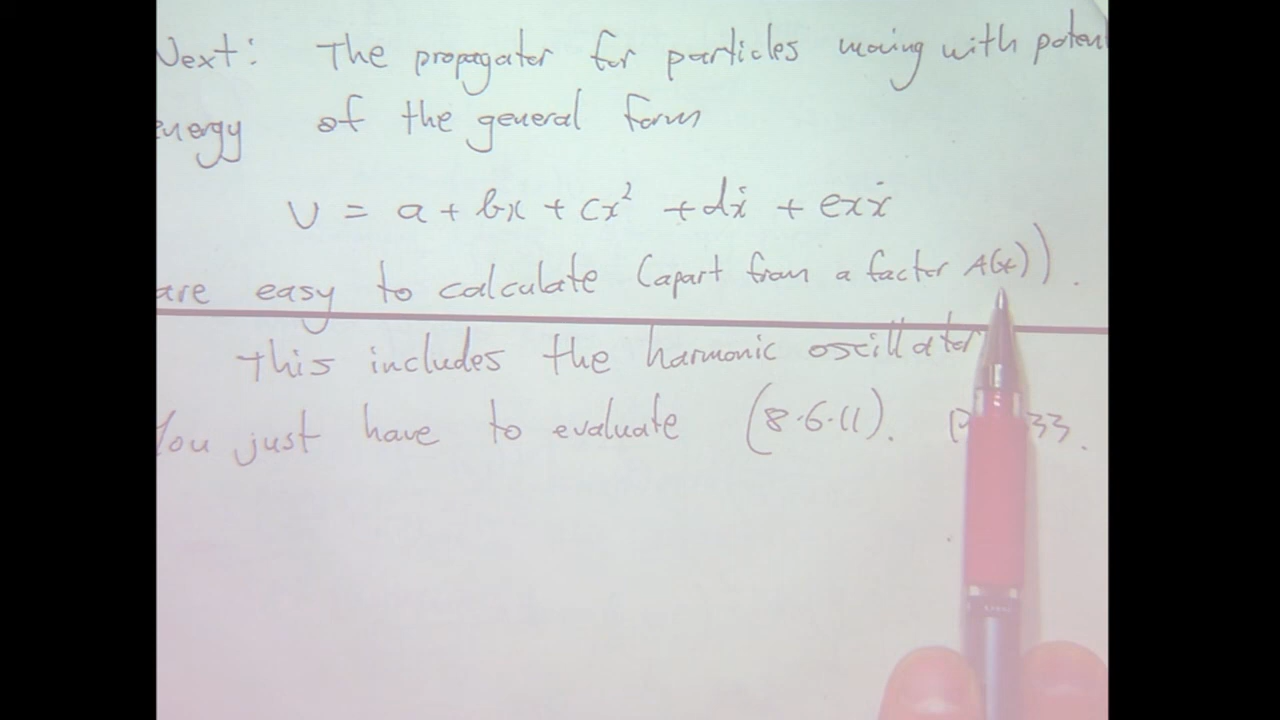 Next: The propagator for particles moving with poten
energy of the general form
V = a + bx + cx² + dẋ + exẋ
are easy to calculate (apart from a factor A(t)).
This includes the harmonic oscillator
You just have to evaluate (8.6.11). 33.